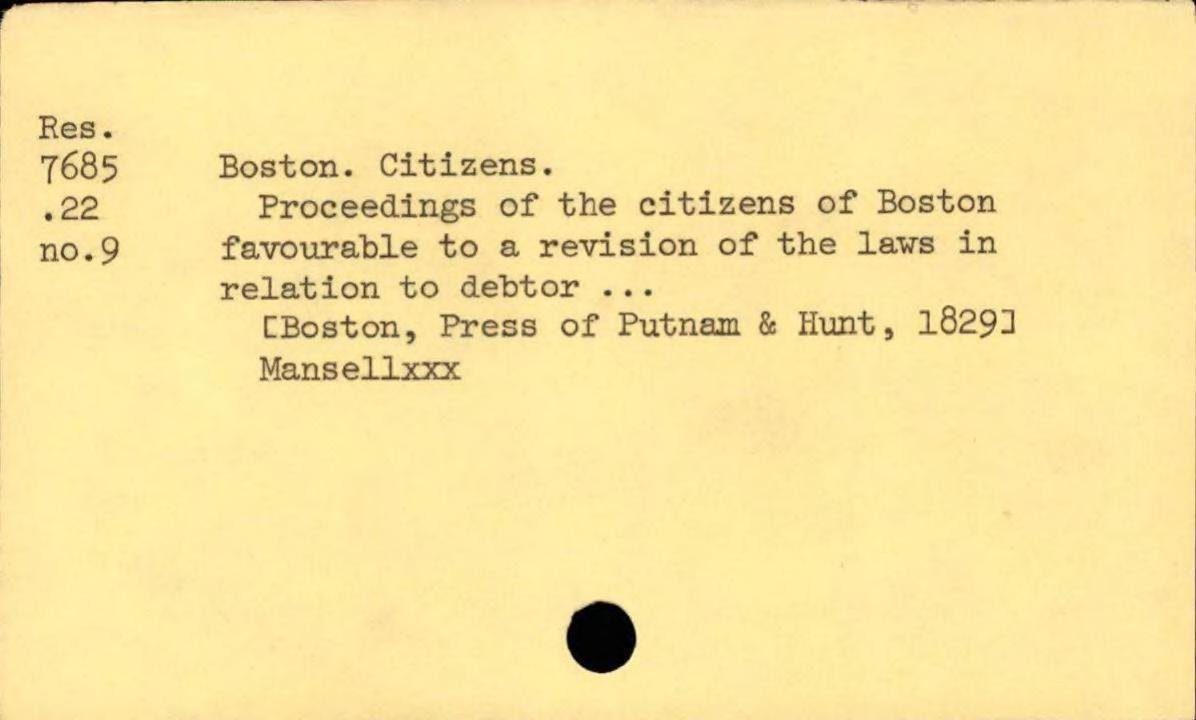 Res.
7685 Boston. Citizens.
.22 Proceedings of the citizens of Boston
no.9 favourable to a revision of the laws in
relation to debtor ...
[Boston, Press of Putnam & Hunt, 1829]
Mansellxxx